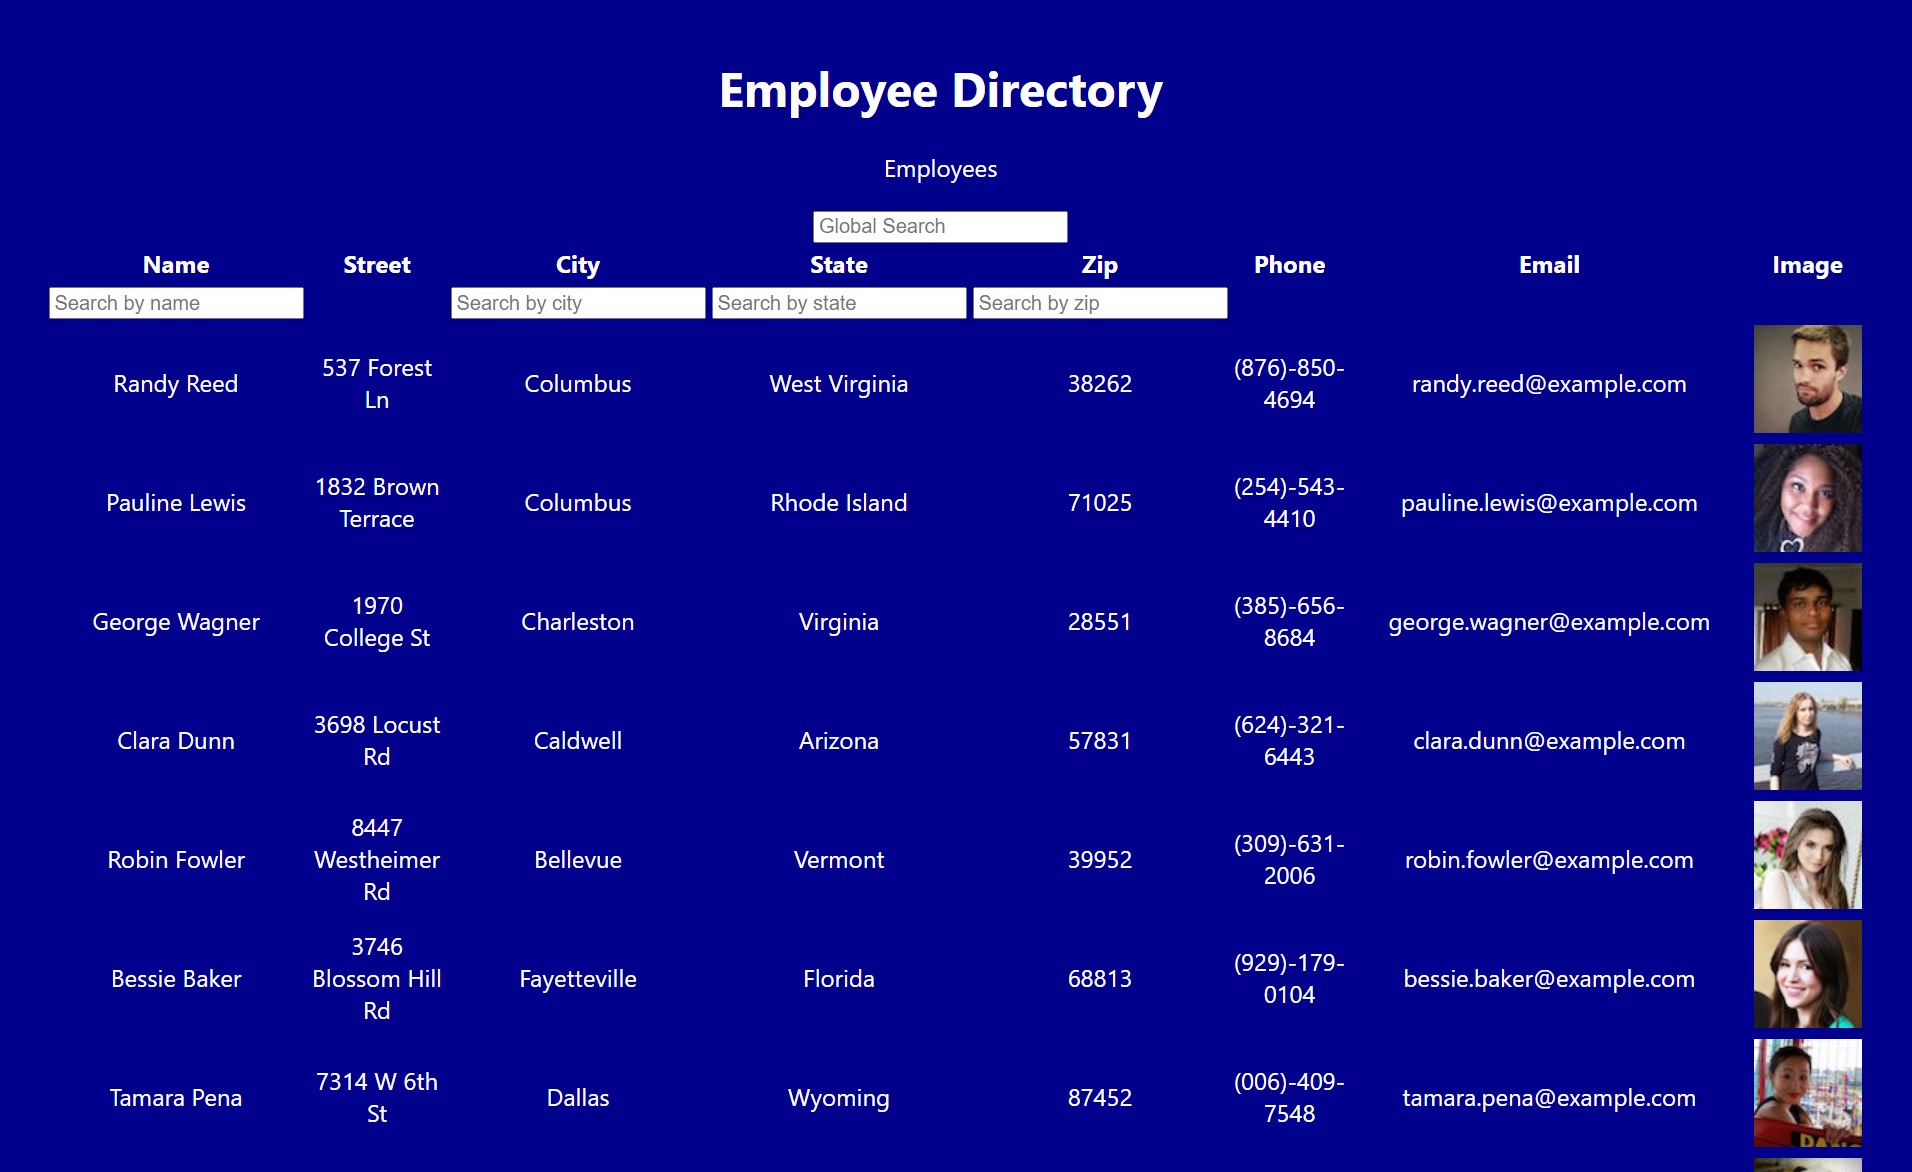 Employee Directory
Employees
Global Search
Name Street City State Zip Phone Email Image
Search by name Search by city Search by state Search by zip
Randy Reed 537 Forest Ln Columbus West Virginia 38262 (876)-850-4694 randy.reed@example.com
Pauline Lewis 1832 Brown Terrace Columbus Rhode Island 71025 (254)-543-4410 pauline.lewis@example.com
George Wagner 1970 College St Charleston Virginia 28551 (385)-656-8684 george.wagner@example.com
Clara Dunn 3698 Locust Rd Caldwell Arizona 57831 (624)-321-6443 clara.dunn@example.com
Robin Fowler 8447 Westheimer Rd Bellevue Vermont 39952 (309)-631-2006 robin.fowler@example.com
Bessie Baker 3746 Blossom Hill Rd Fayetteville Florida 68813 (929)-179-0104 bessie.baker@example.com
Tamara Pena 7314 W 6th St Dallas Wyoming 87452 (006)-409-7548 tamara.pena@example.com